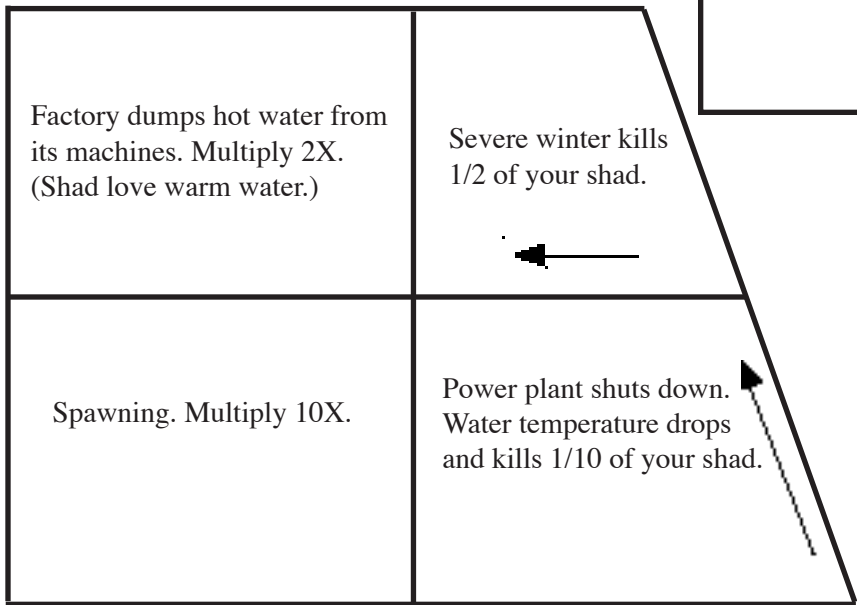 Factory dumps hot water from
its machines. Multiply 2X.
(Shad love warm water.)
Severe winter kills
1/2 of your shad.
Spawning. Multiply 10X.
Power plant shuts down.
Water temperature drops
and kills 1/10 of your shad.